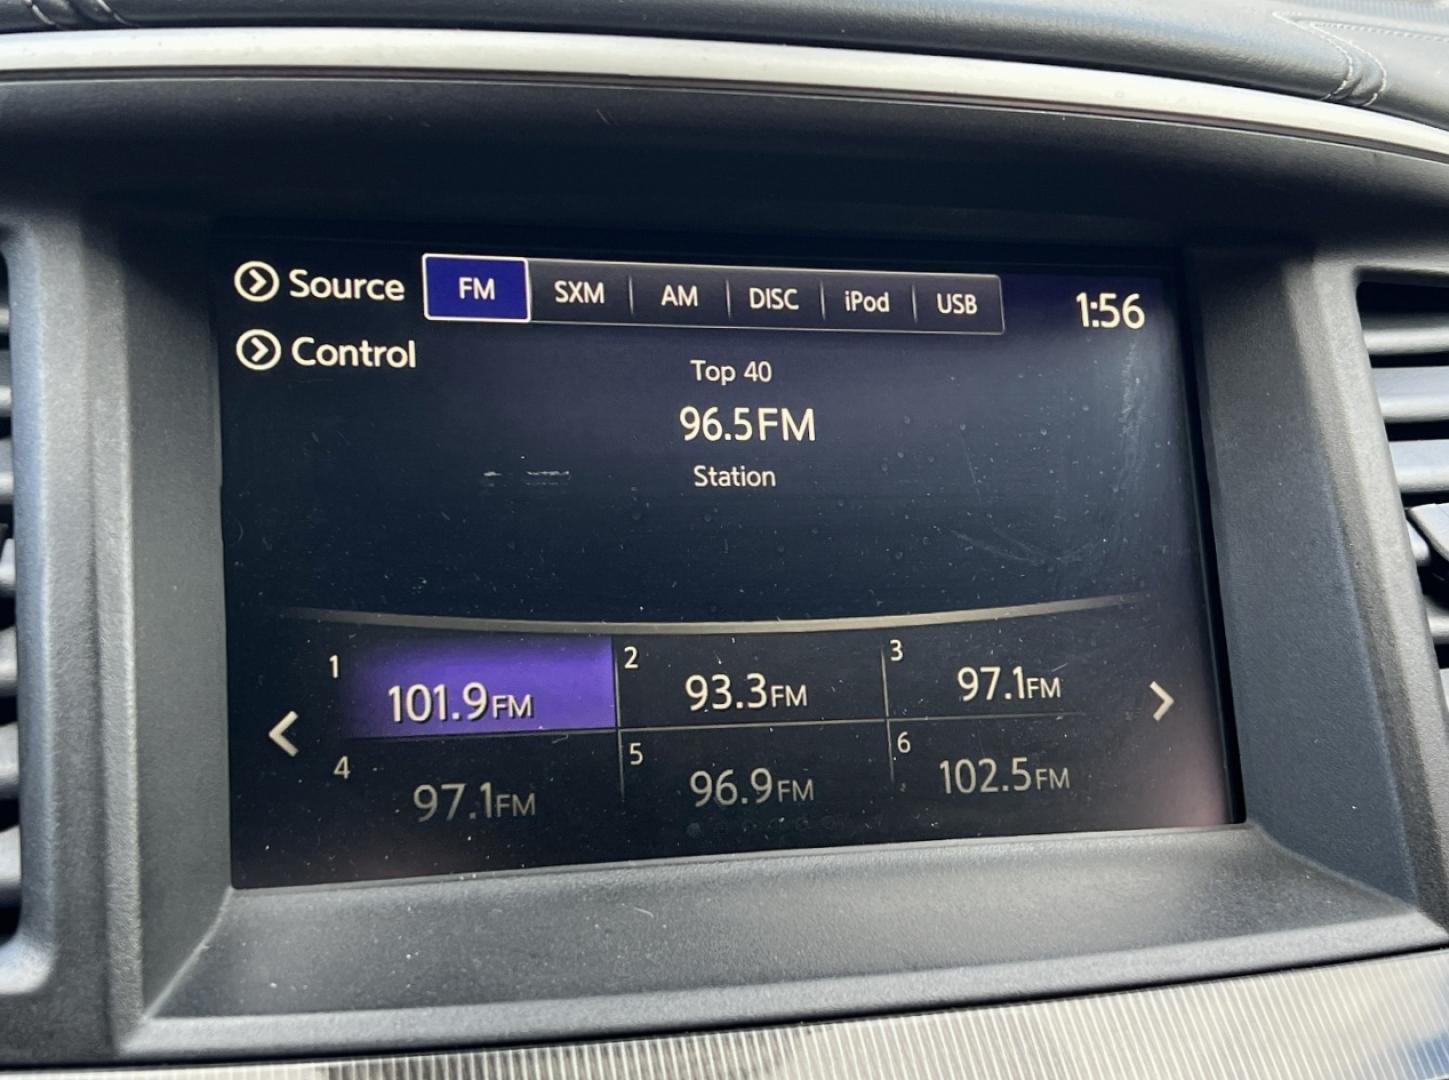 Source FM SXM AM DISC iPod USB 1:56
Control
Top 40
96.5FM
Station
1 101.9FM 2 93.3FM 3 97.1FM
4 97.1FM 5 96.9FM 6 102.5FM